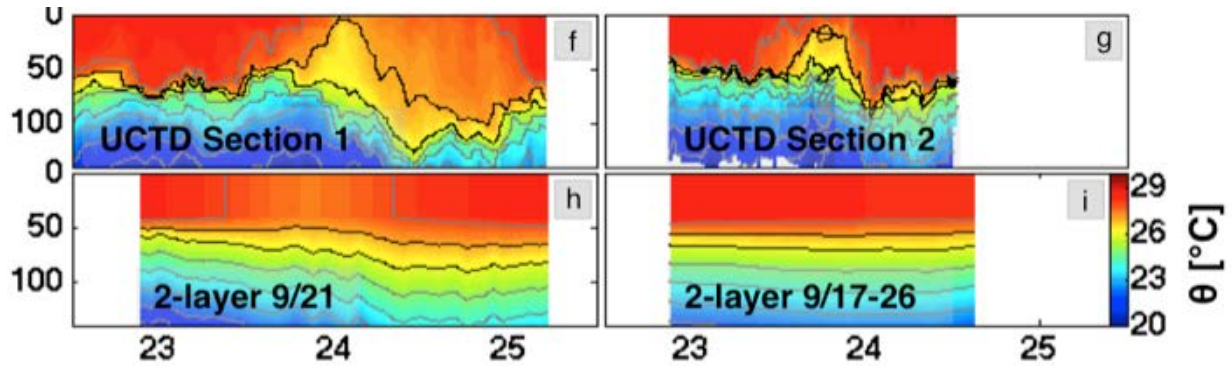 0
50
100
f
UCTD Section 1
g
UCTD Section 2
0
50
100
h
2-layer 9/21
i
2-layer 9/17-26
29
26
23
20
θ [°C]
23 24 25
23 24 25